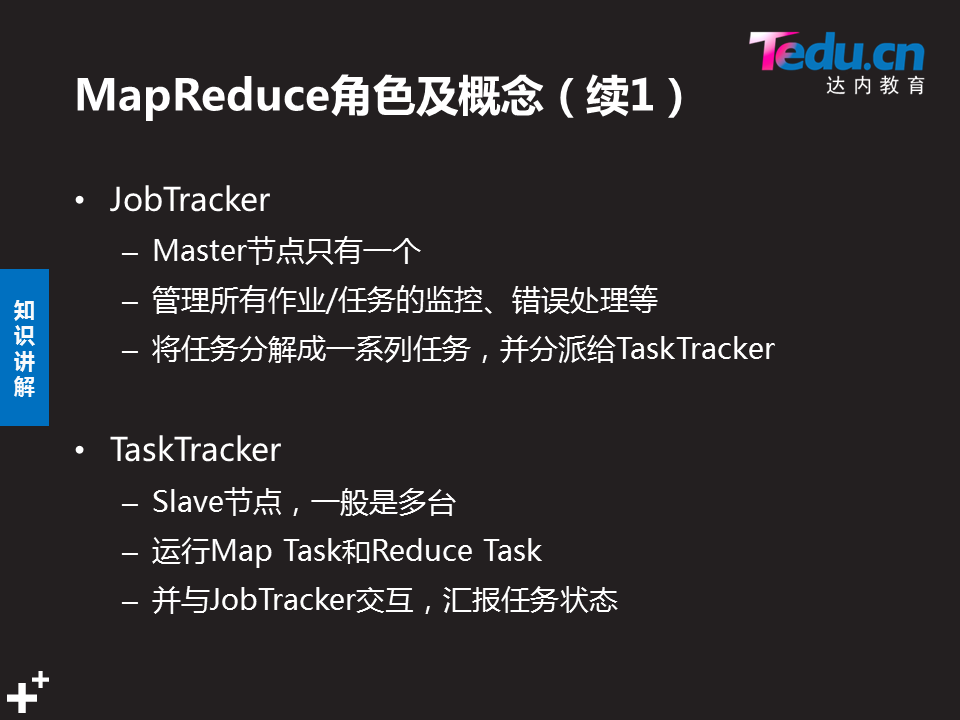 Tedu.cn
达内教育
MapReduce角色及概念（续1）
• JobTracker
– Master节点只有一个
– 管理所有作业/任务的监控、错误处理等
– 将任务分解成一系列任务，并分派给TaskTracker
知识讲解
• TaskTracker
– Slave节点，一般是多台
– 运行Map Task和Reduce Task
– 并与JobTracker交互，汇报任务状态